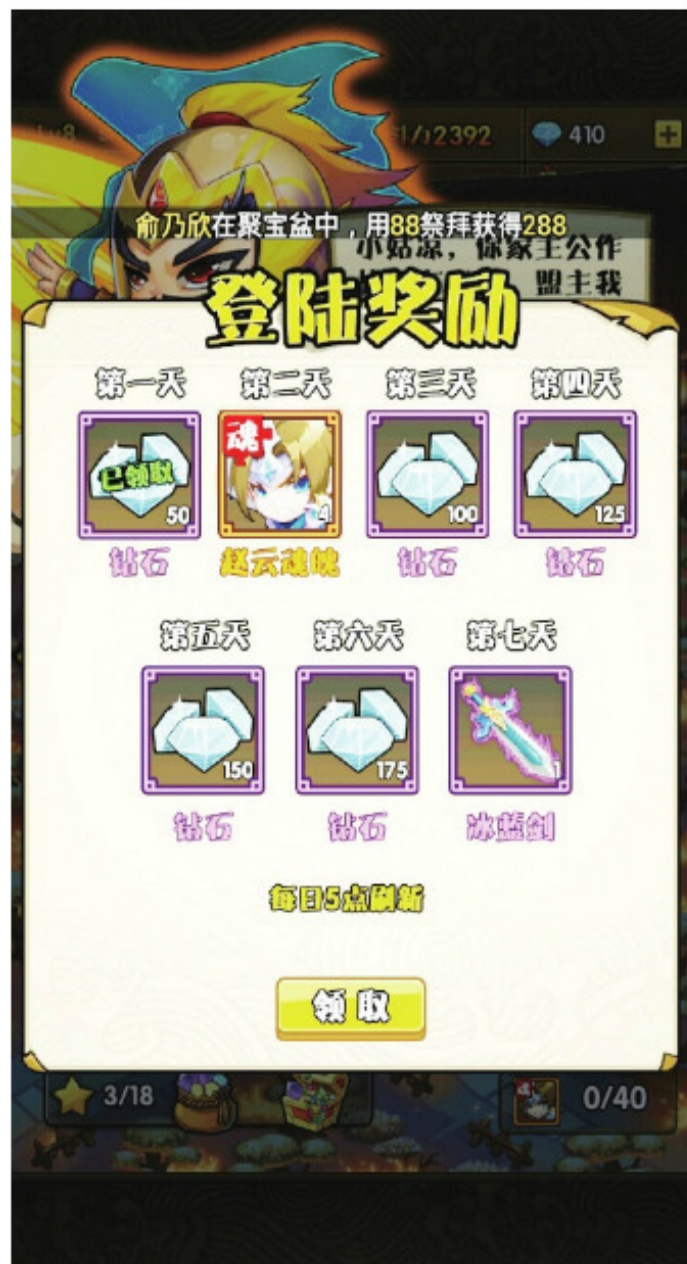 2392 410
俞乃欣在聚宝盆中，用88祭拜获得288
小姑凉，你家主公作
盟主我
登陆奖励
第一天 第二天 第三天 第四天
魂
已领取
50 4 100 125
钻石 赵云魂魄 钻石 钻石
第五天 第六天 第七天
150 175 1
钻石 钻石 冰蓝剑
每日5点刷新
领取
3/18 0/40